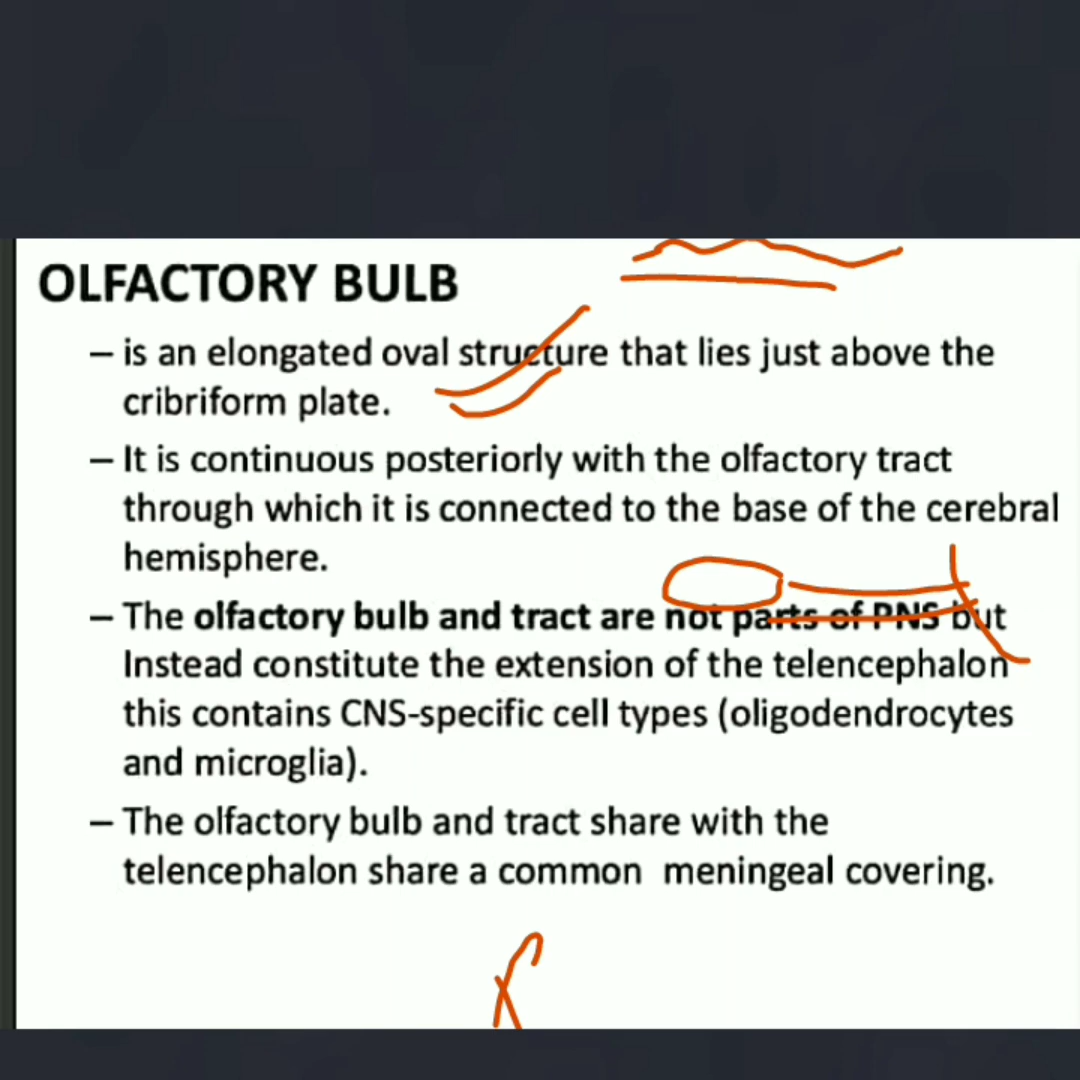 OLFACTORY BULB
– is an elongated oval structure that lies just above the
cribriform plate.
– It is continuous posteriorly with the olfactory tract
through which it is connected to the base of the cerebral
hemisphere.
– The olfactory bulb and tract are not parts of PNS but
Instead constitute the extension of the telencephalon
this contains CNS-specific cell types (oligodendrocytes
and microglia).
– The olfactory bulb and tract share with the
telencephalon share a common meningeal covering.